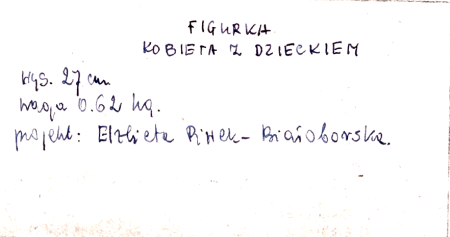 FIGURKA
KOBIETA Z DZIECKIEM
Wys. 27 cm
waga 0.62 kg.
projekt: Elżbieta Piwek-Białoborska.